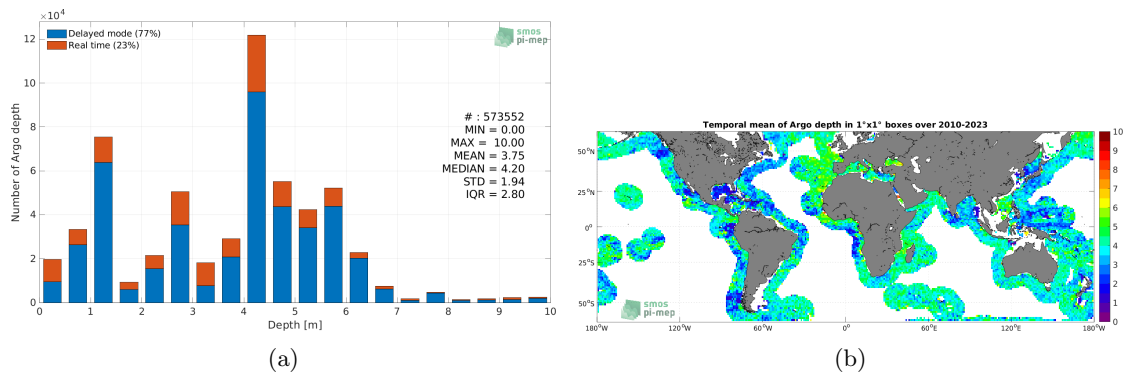 ×10⁴
Delayed mode (77%)
Real time (23%)
smos
pi-mep
12
10
8
6
4
2
0
Number of Argo depth
# : 573552
MIN = 0.00
MAX = 10.00
MEAN = 3.75
MEDIAN = 4.20
STD = 1.94
IQR = 2.80
0 1 2 3 4 5 6 7 8 9 10
Depth [m]
(a)
Temporal mean of Argo depth in 1°x1° boxes over 2010-2023
50°N
25°N
0°
25°S
50°S
smos
pi-mep
180°W 120°W 60°W 0° 60°E 120°E 180°W
10
9
8
7
6
5
4
3
2
1
0
(b)